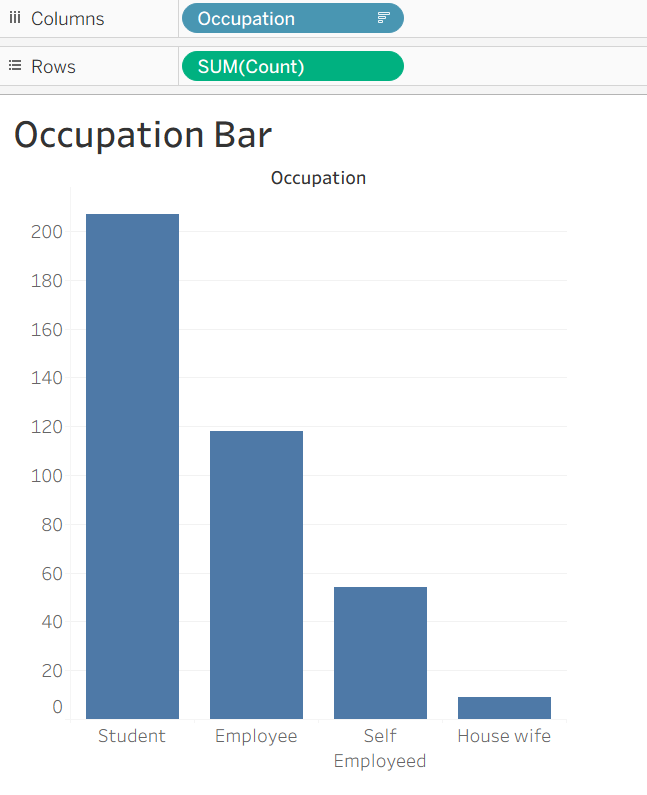 Columns
Occupation
Rows
SUM(Count)
Occupation Bar
Occupation
200
180
160
140
120
100
80
60
40
20
0
Student Employee Self House wife
Employeed